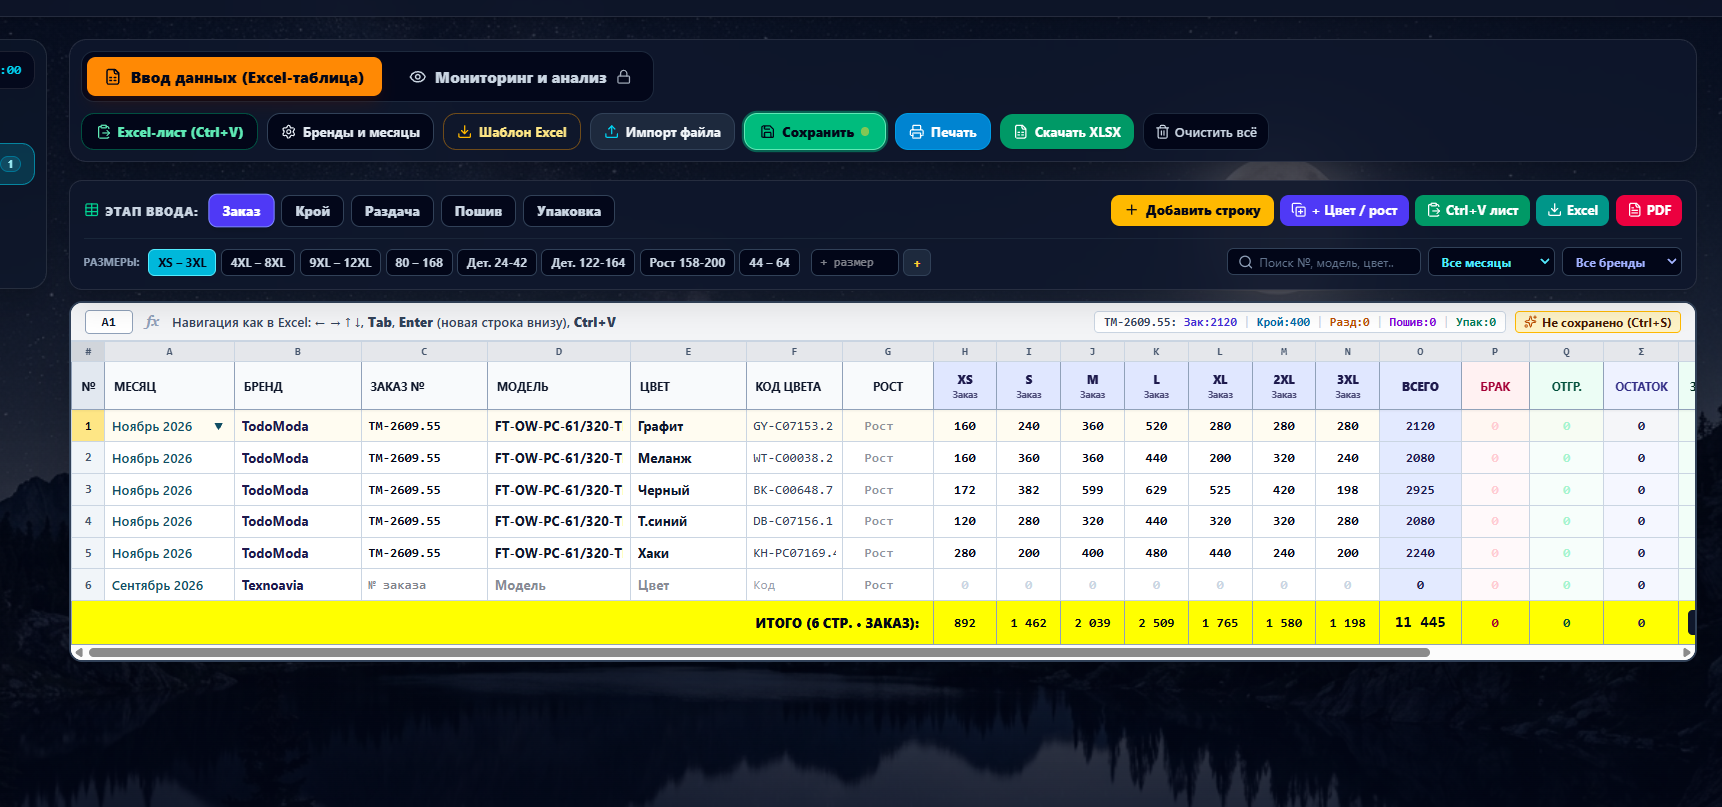 :00
1
Ввод данных (Excel-таблица) Мониторинг и анализ
Excel-лист (Ctrl+V) Бренды и месяцы Шаблон Excel Импорт файла Сохранить Печать Скачать XLSX Очистить всё
ЭТАП ВВОДА: Заказ Крой Раздача Пошив Упаковка + Добавить строку + Цвет / рост Ctrl+V лист Excel PDF
РАЗМЕРЫ: XS – 3XL 4XL – 8XL 9XL – 12XL 80 – 168 Дет. 24-42 Дет. 122-164 Рост 158-200 44 – 64 + размер + Поиск №, модель, цвет.. Все месяцы Все бренды
A1 fx Навигация как в Excel: ← → ↑ ↓, Tab, Enter (новая строка внизу), Ctrl+V TM-2609.55: Зак:2120 | Крой:400 | Разд:0 | Пошив:0 | Упак:0 Не сохранено (Ctrl+S)
# A B C D E F G H I J K L M N O P Q Σ
№ МЕСЯЦ БРЕНД ЗАКАЗ № МОДЕЛЬ ЦВЕТ КОД ЦВЕТА РОСТ XS S M L XL 2XL 3XL ВСЕГО БРАК ОТГР. ОСТАТОК
Заказ Заказ Заказ Заказ Заказ Заказ Заказ
1 Ноябрь 2026 ▼ TodoModa TM-2609.55 FT-OW-PC-61/320-T Графит GY-C07153.2 Рост 160 240 360 520 280 280 280 2120 0 0 0
2 Ноябрь 2026 TodoModa TM-2609.55 FT-OW-PC-61/320-T Меланж WT-C00038.2 Рост 160 360 360 440 200 320 240 2080 0 0 0
3 Ноябрь 2026 TodoModa TM-2609.55 FT-OW-PC-61/320-T Черный BK-C00648.7 Рост 172 382 599 629 525 420 198 2925 0 0 0
4 Ноябрь 2026 TodoModa TM-2609.55 FT-OW-PC-61/320-T Т.синий DB-C07156.1 Рост 120 280 320 440 320 320 280 2080 0 0 0
5 Ноябрь 2026 TodoModa TM-2609.55 FT-OW-PC-61/320-T Хаки KH-PC07169. Рост 280 200 400 480 440 240 200 2240 0 0 0
6 Сентябрь 2026 Texnoavia № заказа Модель Цвет Код Рост 0 0 0 0 0 0 0 0 0 0 0
ИТОГО (6 СТР. • ЗАКАЗ): 892 1 462 2 039 2 509 1 765 1 580 1 198 11 445 0 0 0